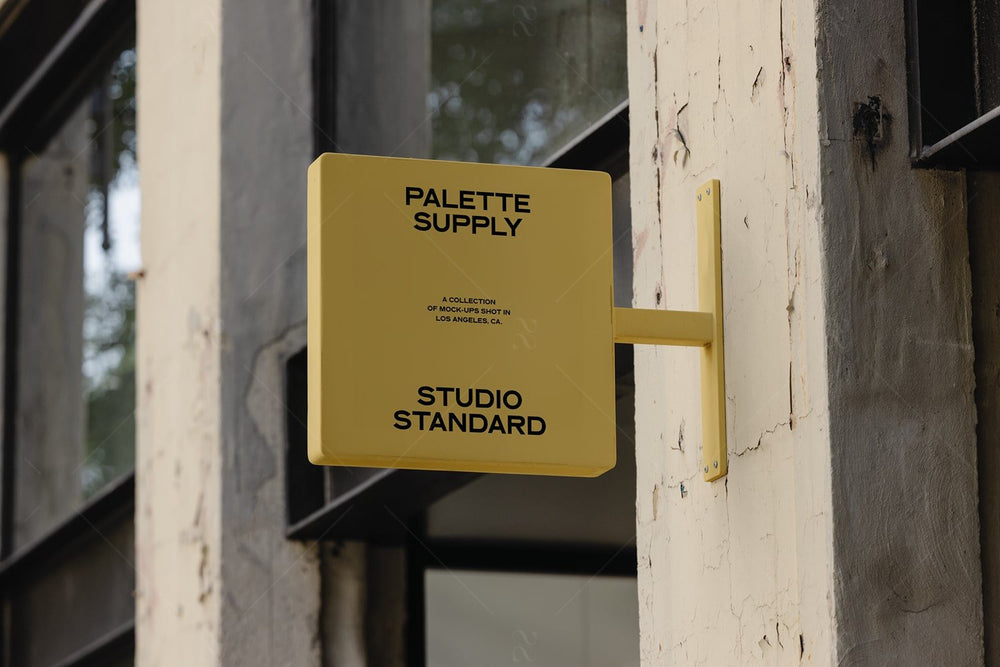 PALETTE
SUPPLY
A COLLECTION
OF MOCK-UPS SHOT IN
LOS ANGELES, CA.
STUDIO
STANDARD